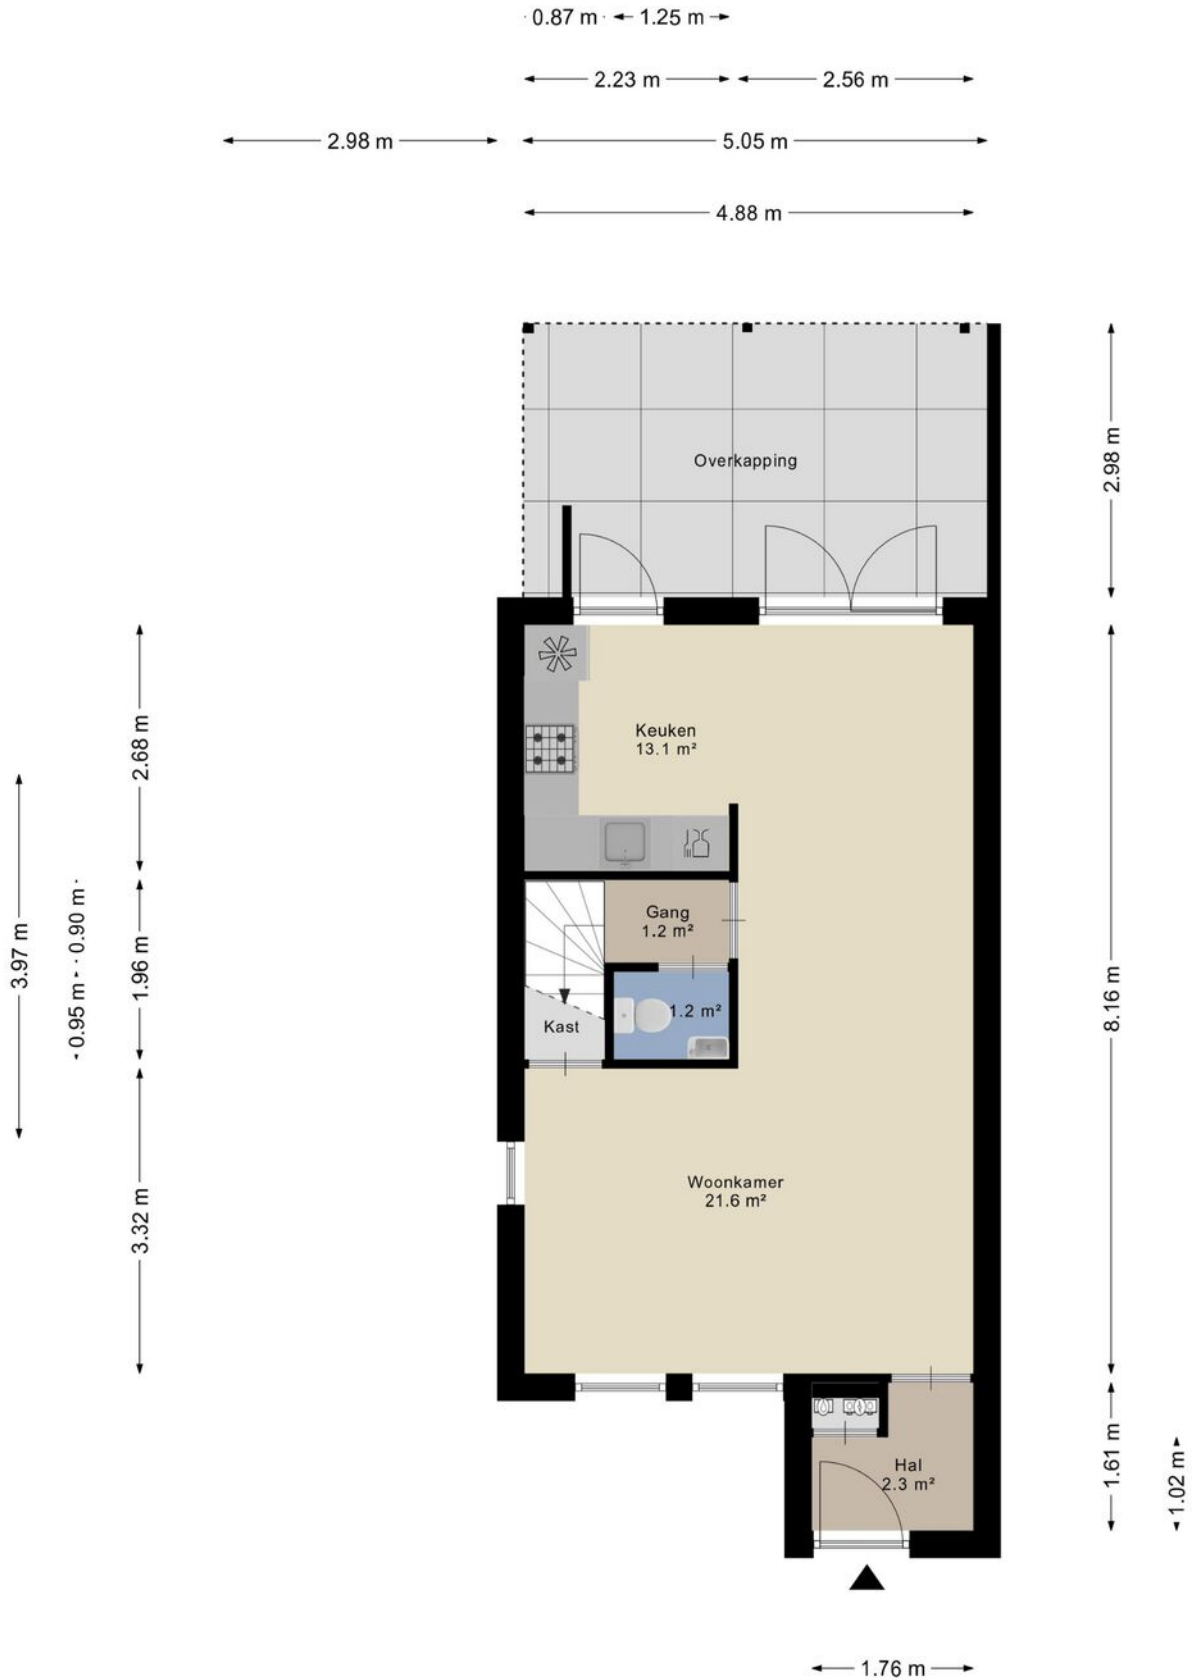 0.87 m
1.25 m
2.23 m
2.56 m
2.98 m
5.05 m
4.88 m
Overkapping
2.98 m
Keuken
13.1 m²
2.68 m
3.97 m
0.95 m
0.90 m
1.96 m
Gang
1.2 m²
1.2 m²
Kast
8.16 m
Woonkamer
21.6 m²
3.32 m
Hal
2.3 m²
1.61 m
1.02 m
1.76 m